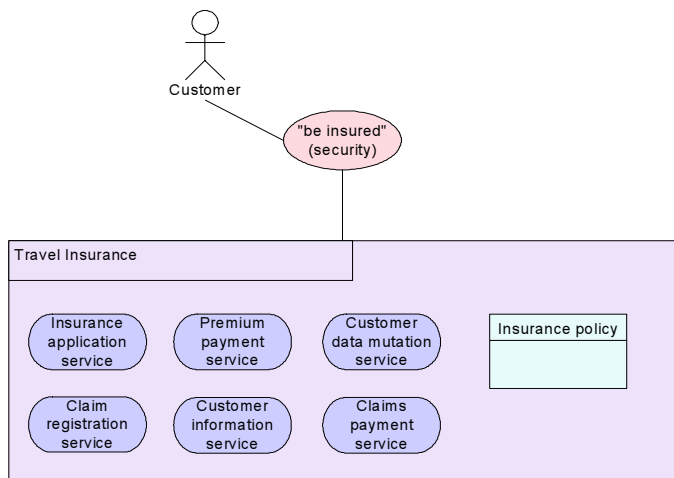 Customer
"be insured"
(security)
Travel Insurance
Insurance
application
service
Premium
payment
service
Customer
data mutation
service
Insurance policy
Claim
registration
service
Customer
information
service
Claims
payment
service